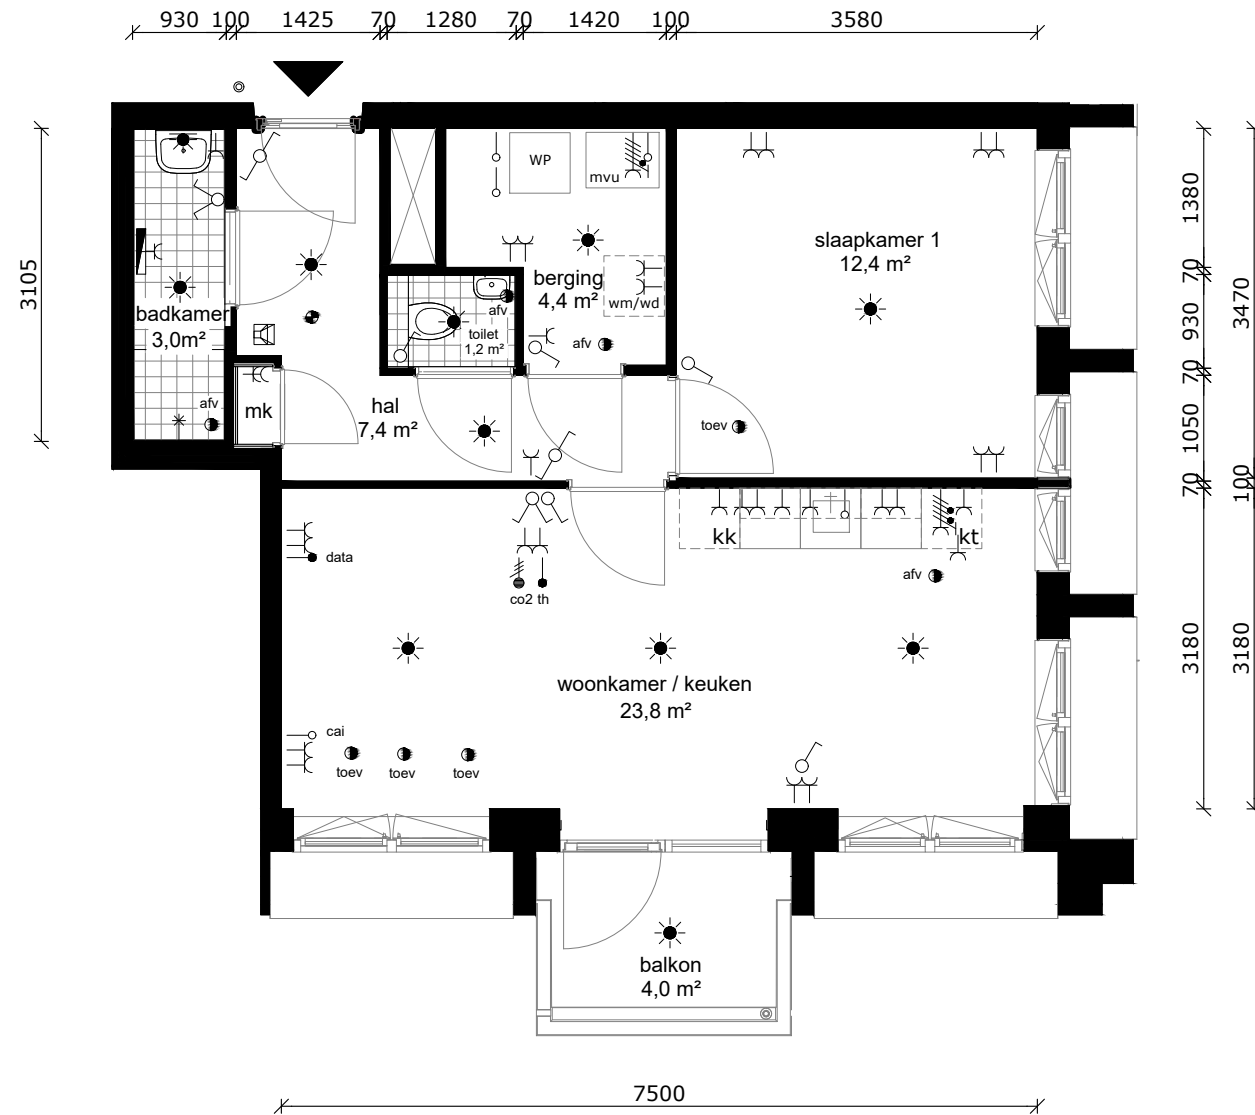 930 100 1425 70 1280 70 1420 100 3580
WP
mvu
slaapkamer 1
12,4 m²
berging
4,4 m²
wm/wd
badkamer
3,0m²
afv
toilet
1,2 m²
afv
afv
mk
hal
7,4 m²
toev
3105
1380
70
930
70
1050
70
3180
3470
100
3180
kk
kt
data
co2 th
afv
woonkamer / keuken
23,8 m²
cai
toev toev toev
balkon
4,0 m²
7500